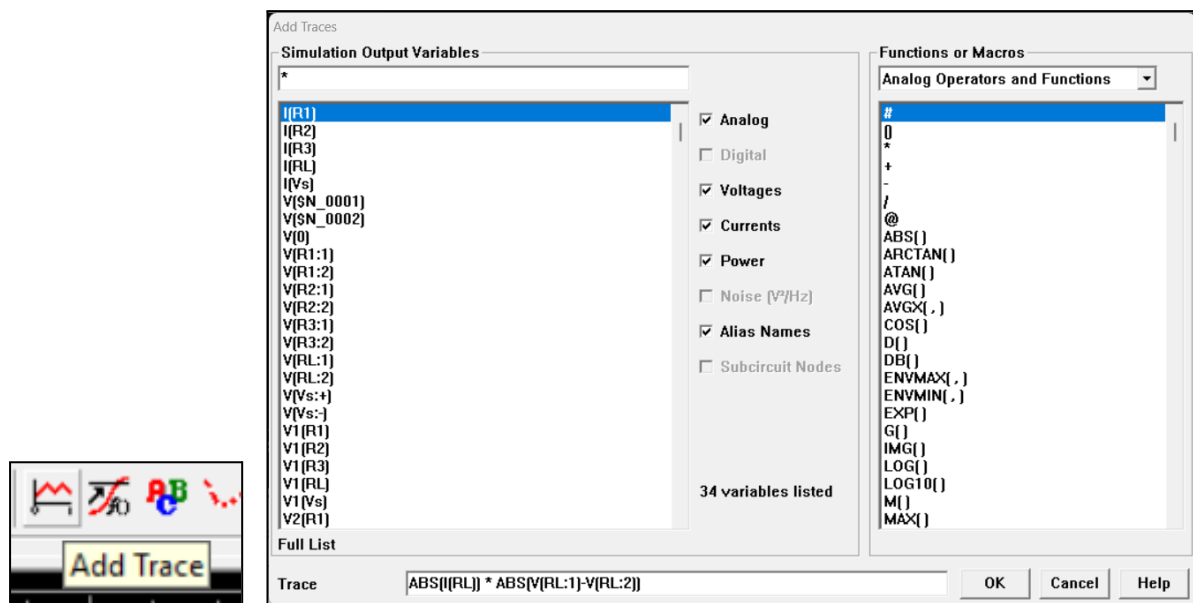 ABC
Add Trace
Add Traces
Simulation Output Variables
*
I(R1)
I(R2)
I(R3)
I(RL)
I(Vs)
V($N_0001)
V($N_0002)
V(0)
V(R1:1)
V(R1:2)
V(R2:1)
V(R2:2)
V(R3:1)
V(R3:2)
V(RL:1)
V(RL:2)
V(Vs:+)
V(Vs:-)
V1(R1)
V1(R2)
V1(R3)
V1(RL)
V1(Vs)
V2(R1)
Full List
Analog
Digital
Voltages
Currents
Power
Noise (V²/Hz)
Alias Names
Subcircuit Nodes
34 variables listed
Functions or Macros
Analog Operators and Functions
#
()
*
+
-
/
@
ABS()
ARCTAN()
ATAN()
AVG()
AVGX(,)
COS()
D()
DB()
ENVMAX(,)
ENVMIN(,)
EXP()
G()
IMG()
LOG()
LOG10()
M()
MAX()
Trace
ABS(I(RL)) * ABS(V(RL:1)-V(RL:2))
OK Cancel Help